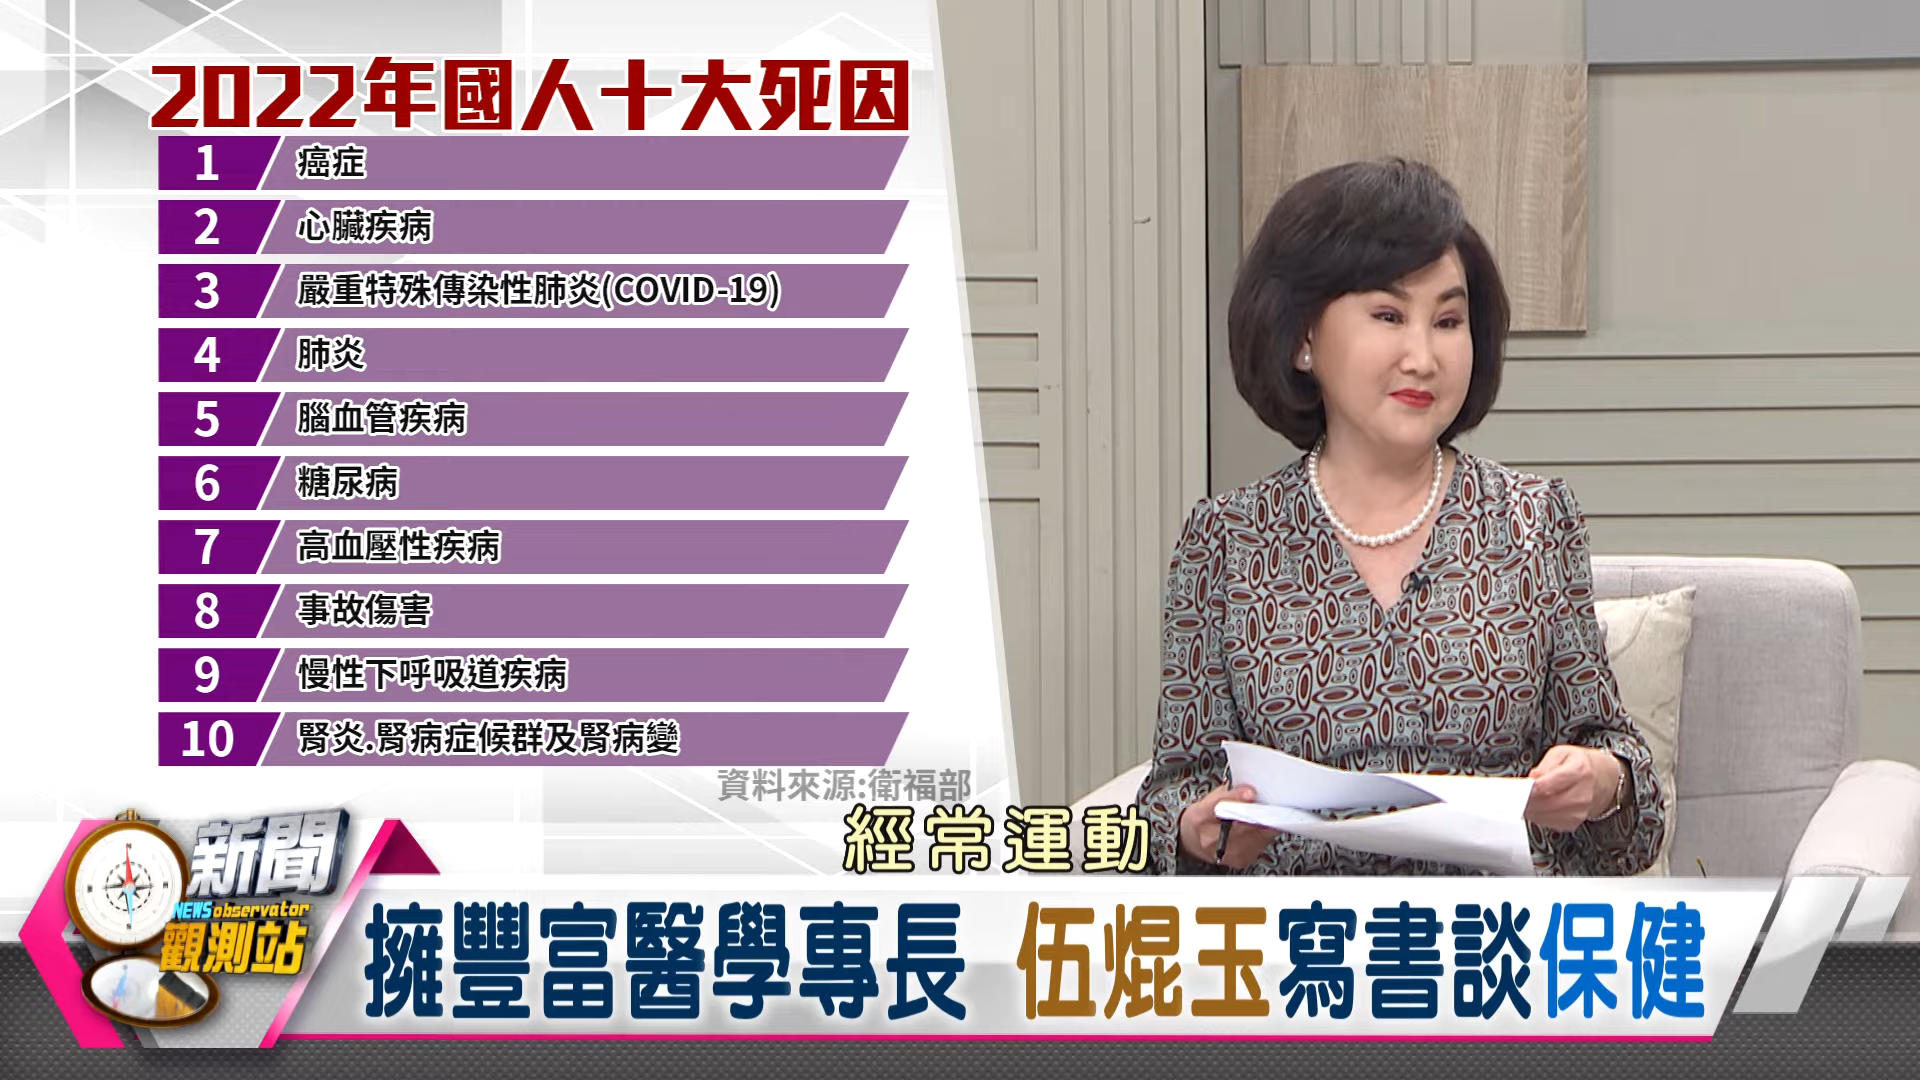 2022年國人十大死因
1 癌症
2 心臟疾病
3 嚴重特殊傳染性肺炎(COVID-19)
4 肺炎
5 腦血管疾病
6 糖尿病
7 高血壓性疾病
8 事故傷害
9 慢性下呼吸道疾病
10 腎炎.腎病症候群及腎病變
資料來源:衛福部
經常運動
新聞
NEWS observator
觀測站
擁豐富醫學專長 伍焜玉寫書談保健